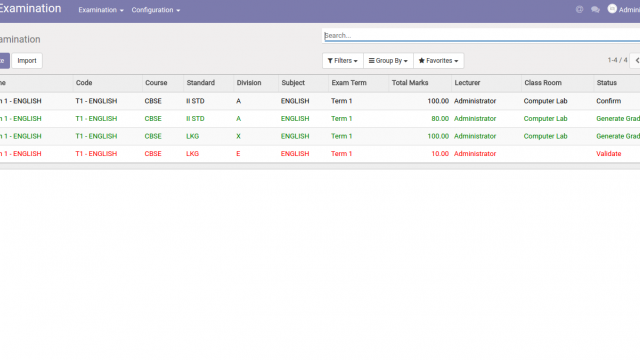 Examination Examination Configuration @ Admini
amination Search...
te Import Filters Group By Favorites 1-4 / 4
me Code Course Standard Division Subject Exam Term Total Marks Lecturer Class Room Status
m 1 - ENGLISH T1 - ENGLISH CBSE II STD A ENGLISH Term 1 100.00 Administrator Computer Lab Confirm
m 1 - ENGLISH T1 - ENGLISH CBSE II STD A ENGLISH Term 1 80.00 Administrator Computer Lab Generate Grad
m 1 - ENGLISH T1 - ENGLISH CBSE LKG X ENGLISH Term 1 100.00 Administrator Computer Lab Generate Grad
m 1 - ENGLISH T1 - ENGLISH CBSE LKG E ENGLISH Term 1 10.00 Administrator Validate